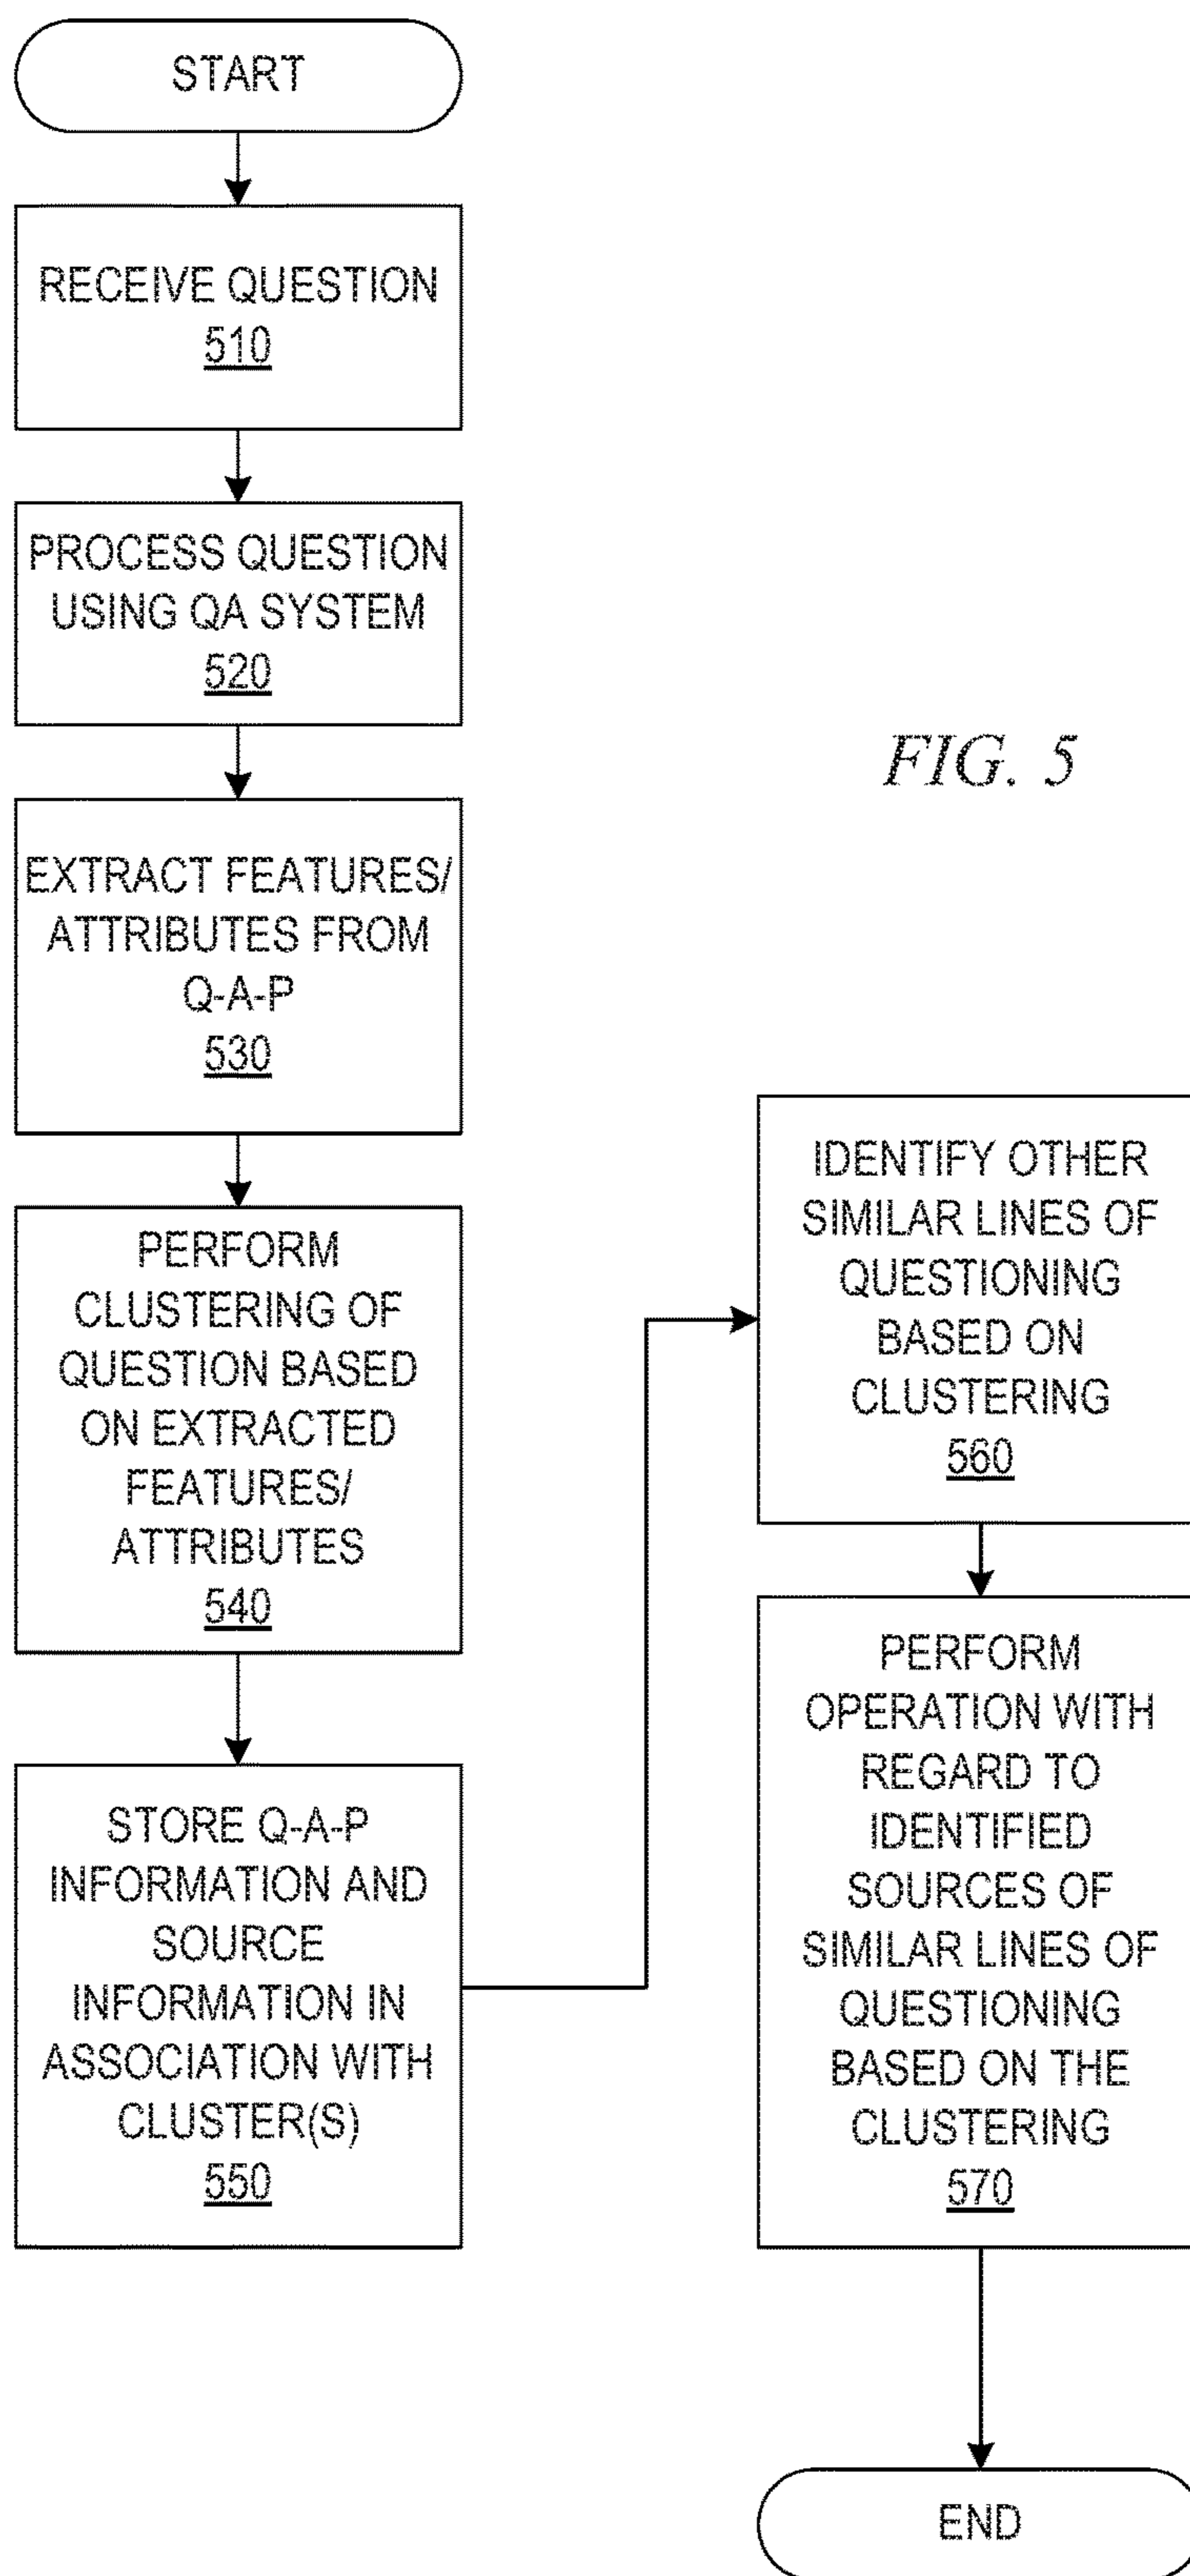 START
RECEIVE QUESTION
510
PROCESS QUESTION
USING QA SYSTEM
520
EXTRACT FEATURES/
ATTRIBUTES FROM
Q-A-P
530
PERFORM
CLUSTERING OF
QUESTION BASED
ON EXTRACTED
FEATURES/
ATTRIBUTES
540
STORE Q-A-P
INFORMATION AND
SOURCE
INFORMATION IN
ASSOCIATION WITH
CLUSTER(S)
550
FIG. 5
IDENTIFY OTHER
SIMILAR LINES OF
QUESTIONING
BASED ON
CLUSTERING
560
PERFORM
OPERATION WITH
REGARD TO
IDENTIFIED
SOURCES OF
SIMILAR LINES OF
QUESTIONING
BASED ON THE
CLUSTERING
570
END